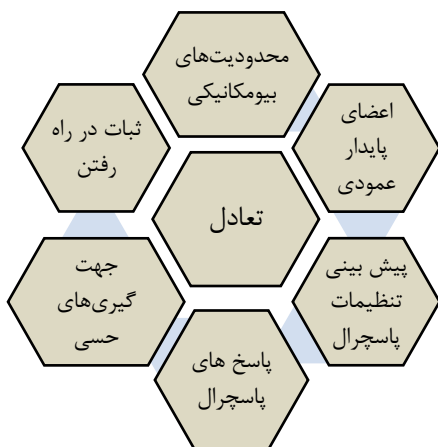 محدودیت‌های
بیومکانیکی
اعضای
پایدار
عمودی
پیش بینی
تنظیمات
پاسچرال
پاسخ های
پاسچرال
جهت
گیری‌های
حسی
ثبات در راه
رفتن
تعادل